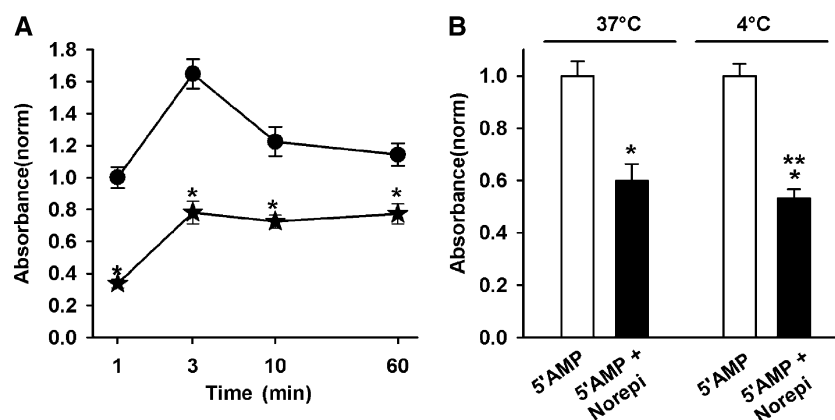 A
Absorbance(norm)
1.8
1.6
1.4
1.2
1.0
0.8
0.6
0.4
0.2
0.0
*
*
*
*
1
3
10
60
Time (min)
B
37°C
4°C
Absorbance(norm)
1.0
0.8
0.6
0.4
0.2
0.0
*
**
*
5'AMP
5'AMP +
Norepi
5'AMP
5'AMP +
Norepi